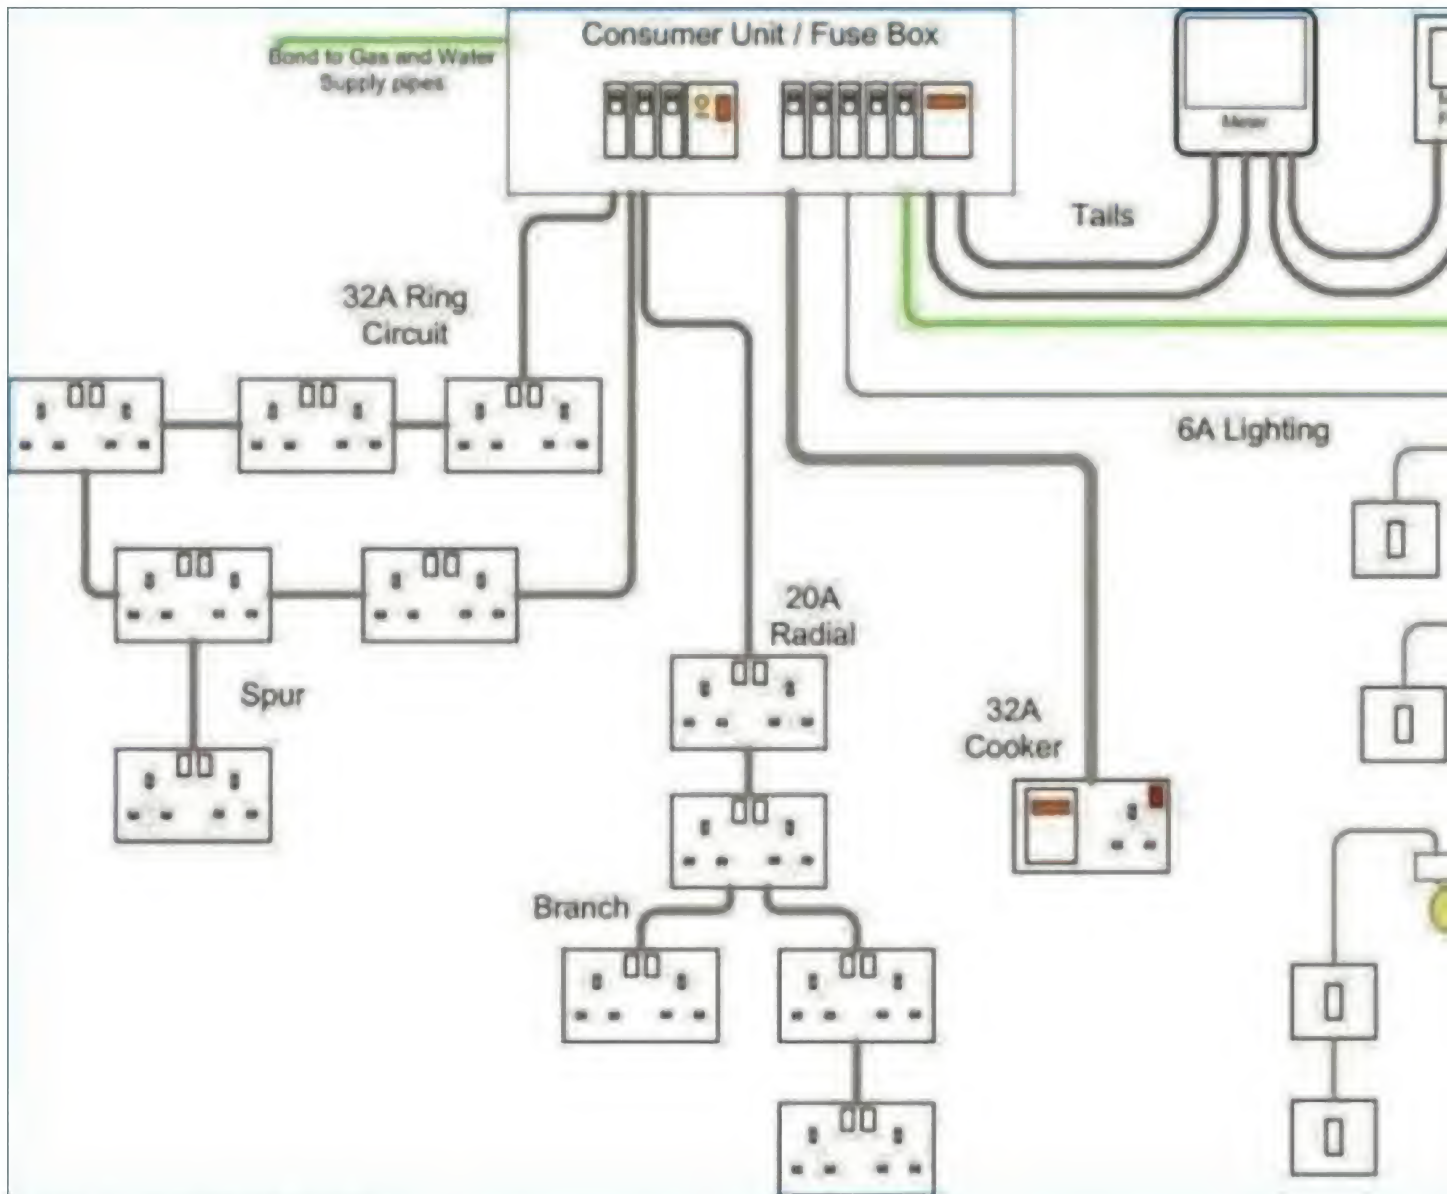 Consumer Unit / Fuse Box
Bond to Gas and Water
Supply pipes
Meter
Tails
32A Ring
Circuit
6A Lighting
20A
Radial
Spur
32A
Cooker
Branch